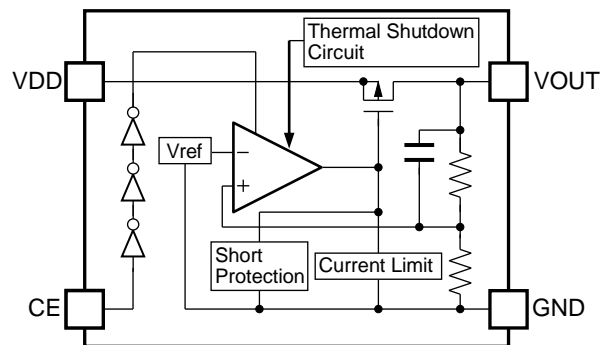 Thermal Shutdown
Circuit
VDD
VOUT
Vref
−
+
Short
Protection
Current Limit
CE
GND